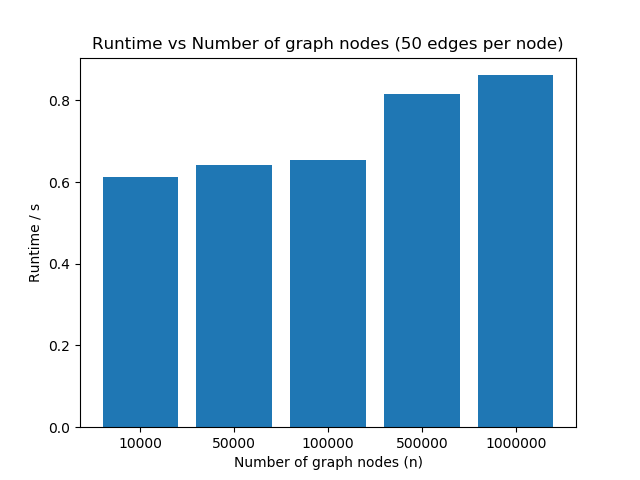 Runtime vs Number of graph nodes (50 edges per node)
Runtime / s
0.8
0.6
0.4
0.2
0.0
10000 50000 100000 500000 1000000
Number of graph nodes (n)